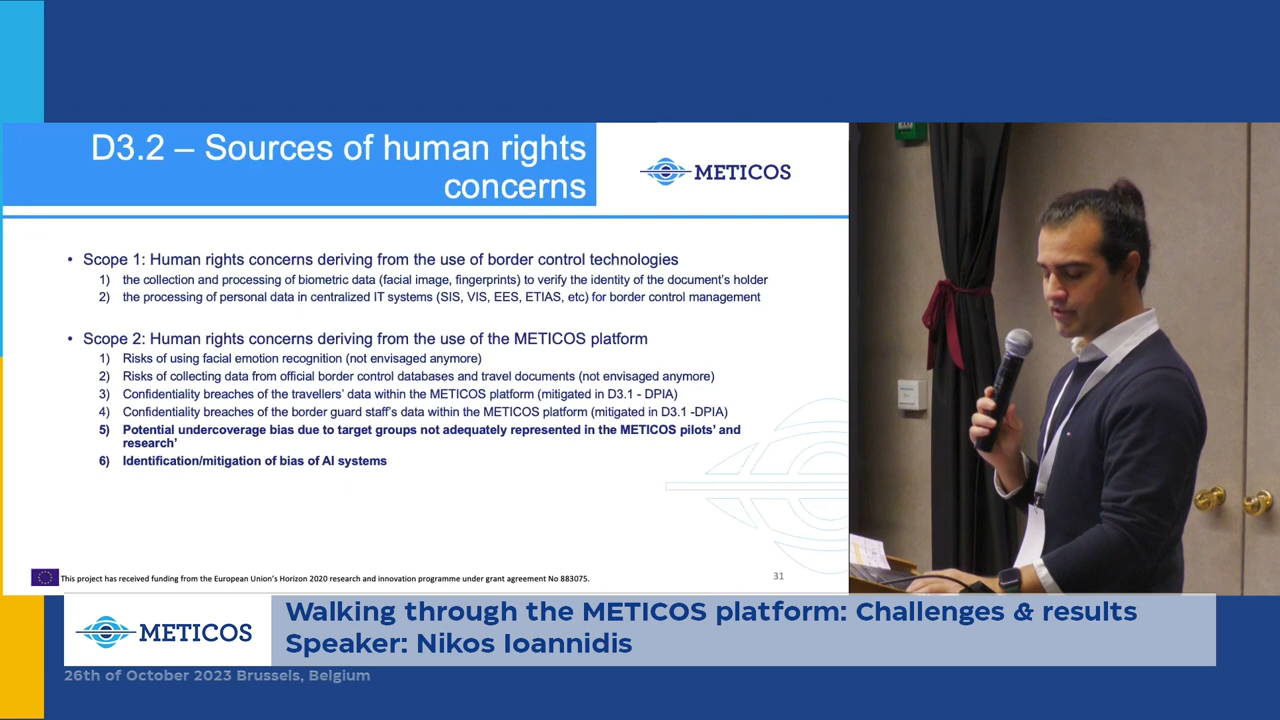 D3.2 – Sources of human rights
concerns
METICOS
• Scope 1: Human rights concerns deriving from the use of border control technologies
1) the collection and processing of biometric data (facial image, fingerprints) to verify the identity of the document's holder
2) the processing of personal data in centralized IT systems (SIS, VIS, EES, ETIAS, etc) for border control management
• Scope 2: Human rights concerns deriving from the use of the METICOS platform
1) Risks of using facial emotion recognition (not envisaged anymore)
2) Risks of collecting data from official border control databases and travel documents (not envisaged anymore)
3) Confidentiality breaches of the travellers' data within the METICOS platform (mitigated in D3.1 - DPIA)
4) Confidentiality breaches of the border guard staff's data within the METICOS platform (mitigated in D3.1 -DPIA)
5) Potential undercoverage bias due to target groups not adequately represented in the METICOS pilots' and
research'
6) Identification/mitigation of bias of AI systems
This project has received funding from the European Union's Horizon 2020 research and innovation programme under grant agreement No 883075.
31
METICOS
Walking through the METICOS platform: Challenges & results
Speaker: Nikos Ioannidis
26th of October 2023 Brussels, Belgium